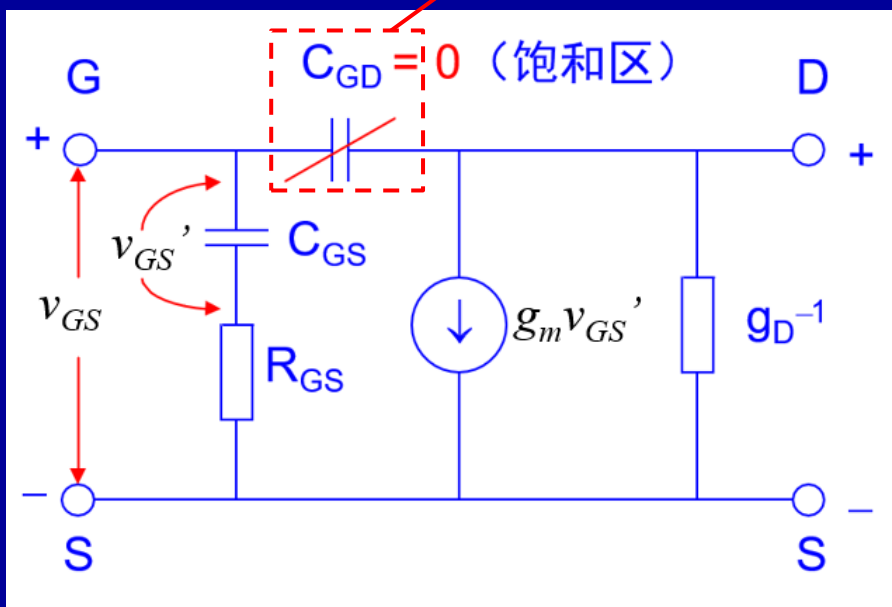 C_GD = 0（饱和区）
G
D
+
+
v_GS’
C_GS
v_GS
g_m v_GS’
g_D⁻¹
R_GS
–
–
S
S